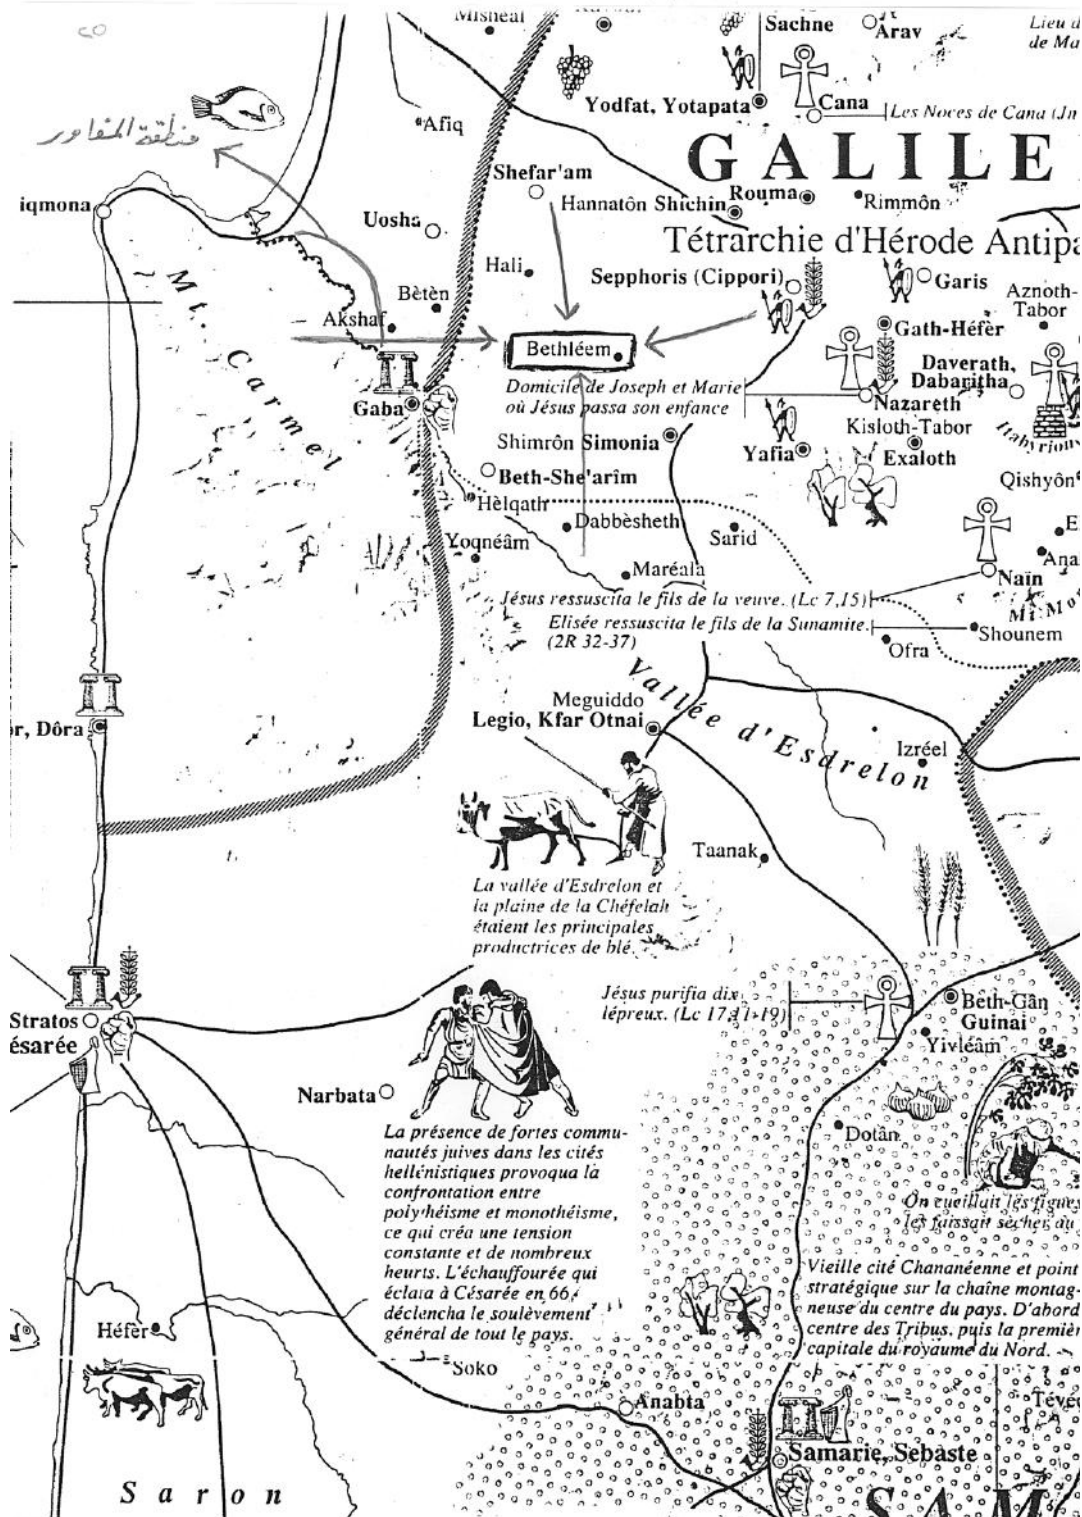 Misheal
Sachne
Arav
Lieu d
de Ma
Yodfat, Yotapata
Cana
Les Noces de Cana (Jn
Afiq
منطقة المغاور
GALILE
Shefar'am
Hannatôn Shichin
Rouma
Rimmôn
iqmona
Uosha
Tétrarchie d'Hérode Antipa
Hali
Sepphoris (Cippori)
Garis
Aznoth-
Tabor
Bètèn
Akshaf
Mt. Carmel
Gath-Héfèr
Bethléem
Daverath,
Dabaritha
Domicile de Joseph et Marie
où Jésus passa son enfance
Nazareth
Gaba
Kisloth-Tabor
Itabyrion
Shimrôn Simonia
Yafia
Exaloth
Beth-She'arîm
Qishyôn
Hèlqath
Dabbèsheth
Sarid
E
Yoqnéâm
Ana
Maréala
Naïn
Jésus ressuscita le fils de la veuve. (Lc 7,15)
Mt Mo
Elisée ressuscita le fils de la Sunamite.
(2R 32-37)
Shounem
Ofra
Vallée d'Esdrelon
Meguiddo
Legio, Kfar Otnai
r, Dôra
Izréel
Taanak
La vallée d'Esdrelon et
la plaine de la Chéfelah
étaient les principales
productrices de blé.
Jésus purifia dix
lépreux. (Lc 17,11-19)
Beth-Gân
Guinai
Yivléâm
Stratos
ésarée
Narbata
Dotân
La présence de fortes commu-
nautés juives dans les cités
hellénistiques provoqua la
confrontation entre
polythéisme et monothéisme,
ce qui créa une tension
constante et de nombreux
heurts. L'échauffourée qui
éclata à Césarée en 66,
déclencha le soulèvement
général de tout le pays.
On cueillait les figues
les faisait sécher au
Vieille cité Chananéenne et point
stratégique sur la chaîne montag-
neuse du centre du pays. D'abord
centre des Tribus, puis la premièr
capitale du royaume du Nord.
Héfèr
Soko
Anabta
Samarie, Sebaste
Saron
SAM